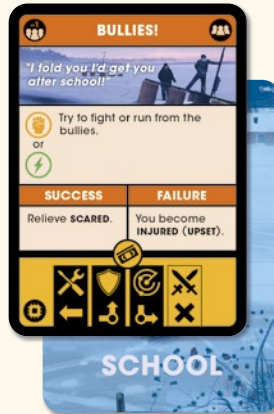 BULLIES!
"I told you I'd get you
after school!"
Try to fight or run from the
bullies.
or
SUCCESS
FAILURE
Relieve SCARED.
You become
INJURED (UPSET).
SCHOOL